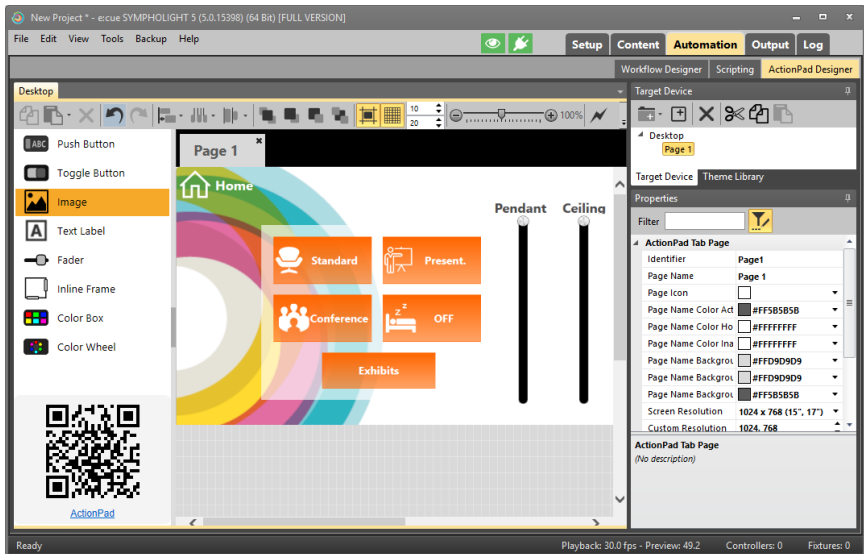 New Project * - e:cue SYMPHOLIGHT 5 (5.0.15398) (64 Bit) [FULL VERSION]
File Edit View Tools Backup Help
Setup Content Automation Output Log
Workflow Designer Scripting ActionPad Designer
Desktop
10
20
100%
ABC Push Button
Toggle Button
Image
A Text Label
Fader
Inline Frame
Color Box
Color Wheel
ActionPad
Page 1
Home
Pendant Ceiling
Standard Present.
Conference OFF
Exhibits
Target Device
Desktop
Page 1
Target Device Theme Library
Properties
Filter
ActionPad Tab Page
Identifier Page1
Page Name Page 1
Page Icon
Page Name Color Act #FF5B5B5B
Page Name Color Ho #FFFFFFFF
Page Name Color Ina #FFFFFFFF
Page Name Backgrou #FFD9D9D9
Page Name Backgrou #FFD9D9D9
Page Name Backgrou #FF5B5B5B
Screen Resolution 1024 x 768 (15", 17")
Custom Resolution 1024, 768
ActionPad Tab Page
(No description)
Ready
Playback: 30.0 fps - Preview: 49.2 Controllers: 0 Fixtures: 0